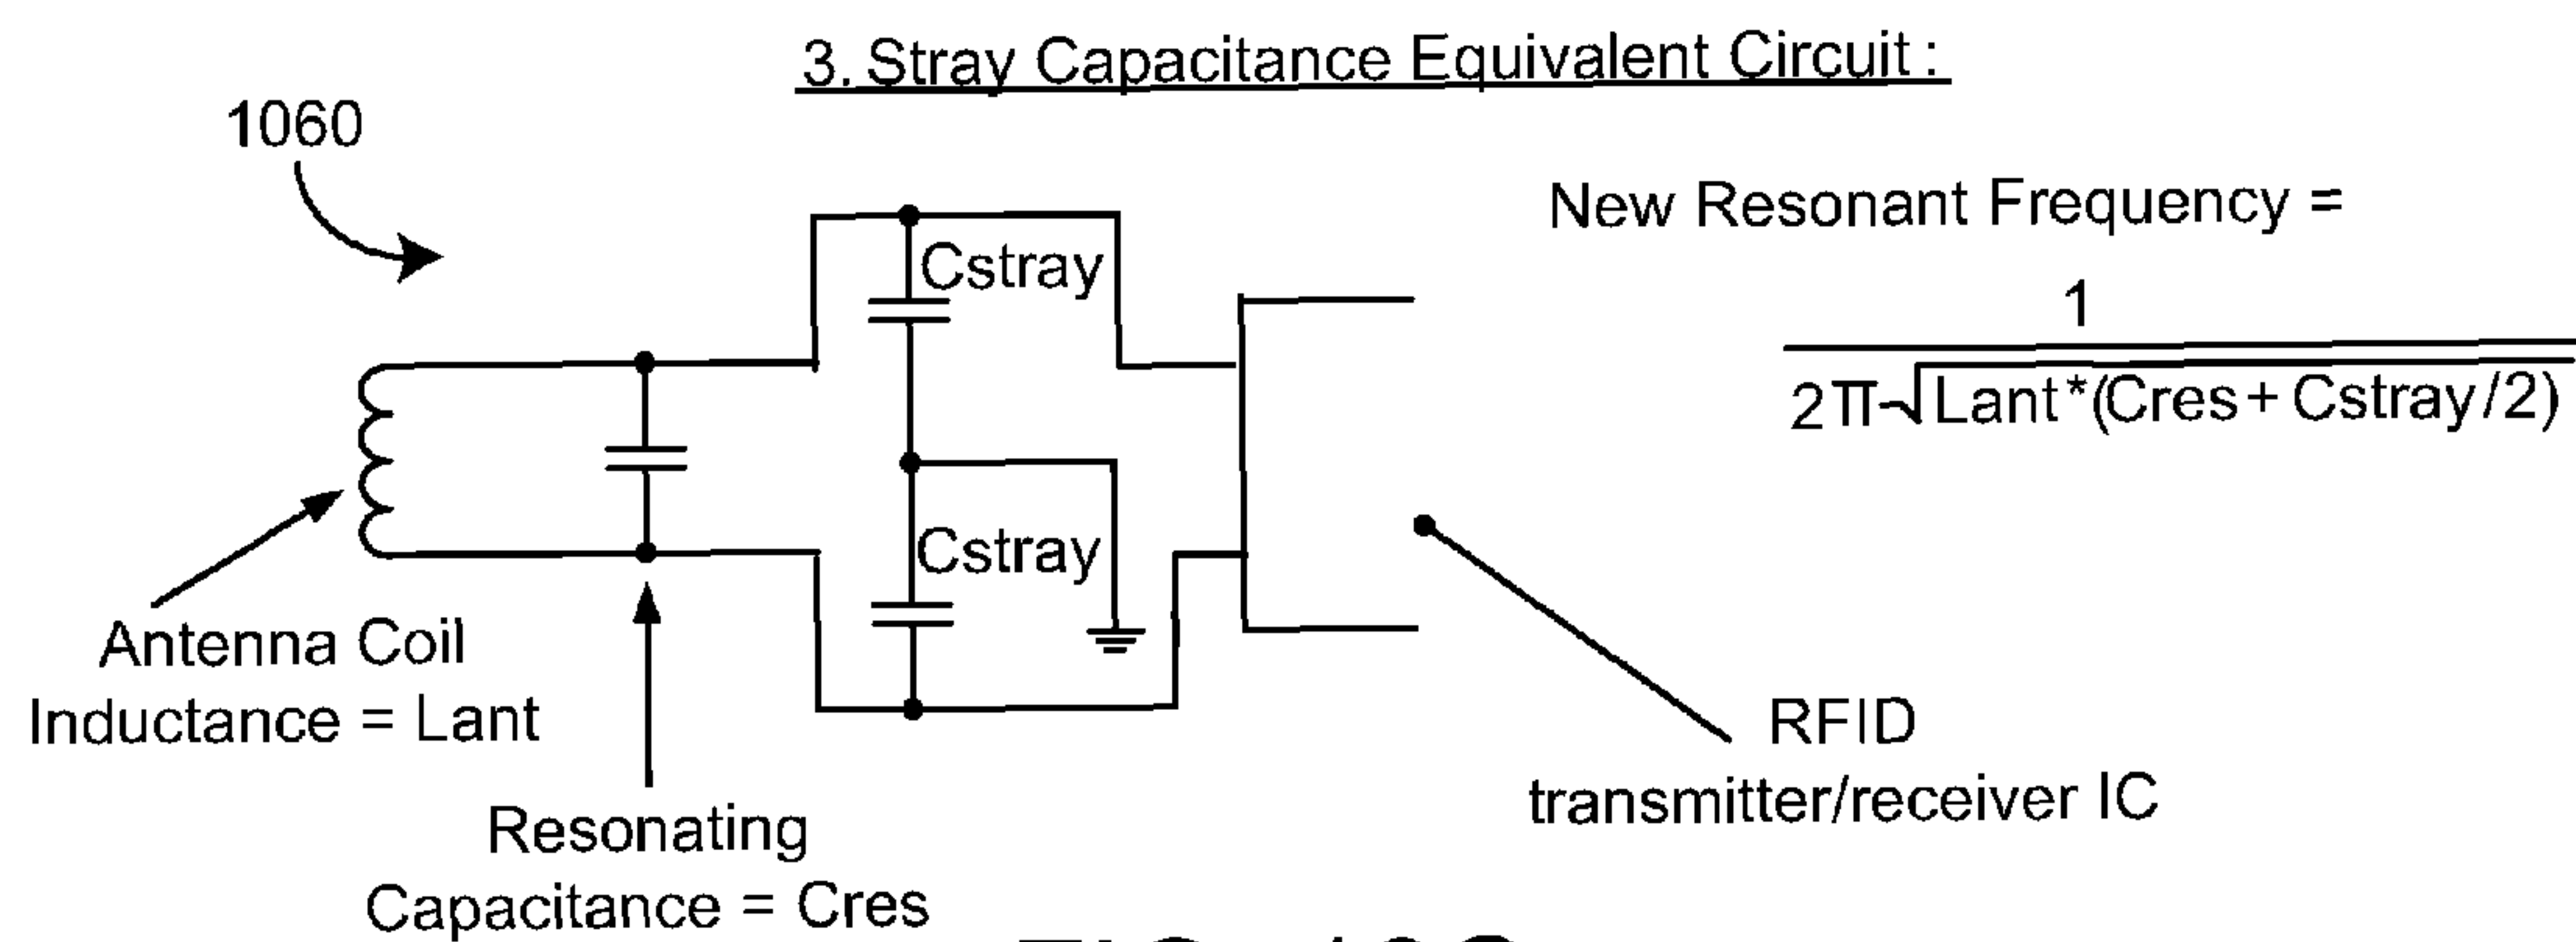 3. Stray Capacitance Equivalent Circuit:
1060
New Resonant Frequency =
1
2π√Lant*(Cres + Cstray/2)
Cstray
Cstray
Antenna Coil
Inductance = Lant
Resonating
Capacitance = Cres
RFID
transmitter/receiver IC